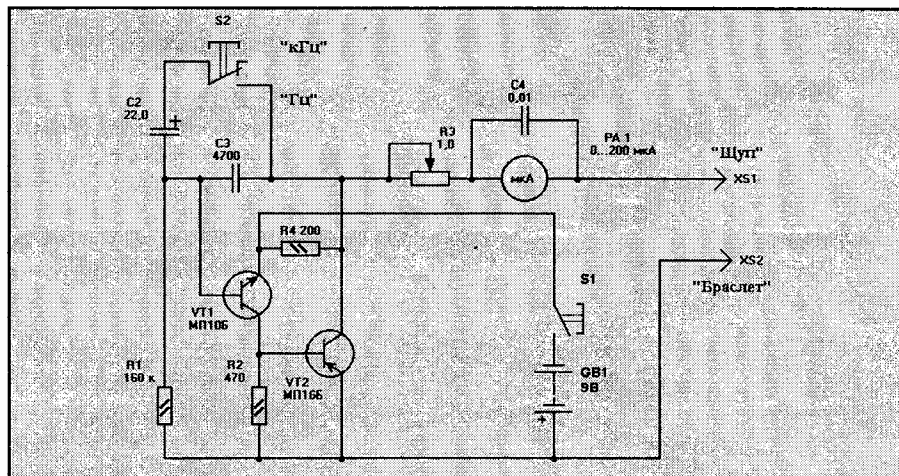 S2
"кГц"
"Гц"
C2
22,0
+
C3
4700
C4
0,01
R3
1,0
PA 1
0...200 мкА
мкА
"Щуп"
XS1
R4 200
XS2
"Браслет"
S1
VT1
МП106
R1
160 к
R2
470
VT2
МП16Б
GB1
9В
+